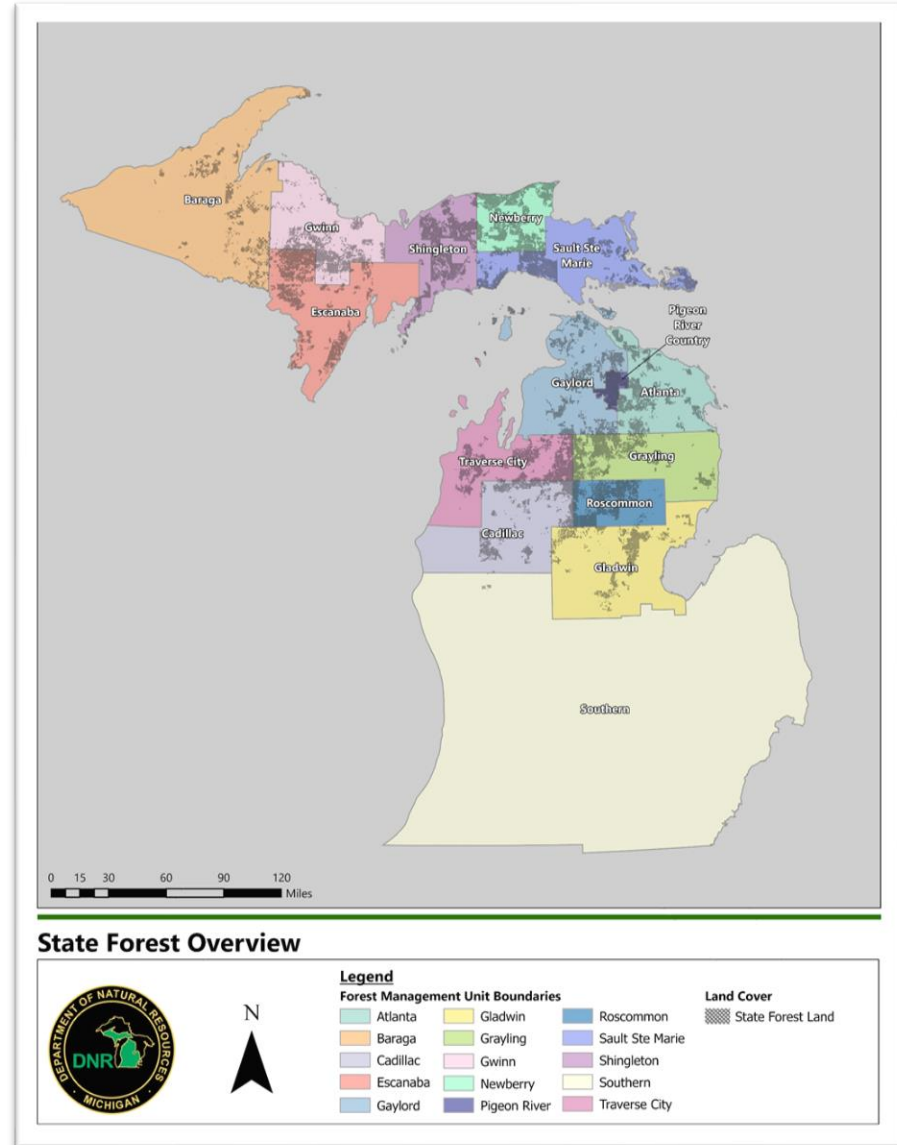 Baraga
Gwinn
Newberry
Shingleton
Sault Ste
Marie
Escanaba
Pigeon
River
Country
Gaylord
Atlanta
Traverse City
Grayling
Roscommon
Cadillac
Gladwin
Southern
0 15 30 60 90 120
Miles
State Forest Overview
DEPARTMENT OF NATURAL RESOURCES
DNR
· MICHIGAN ·
N
Legend
Forest Management Unit Boundaries
Land Cover
Atlanta Gladwin Roscommon State Forest Land
Baraga Grayling Sault Ste Marie
Cadillac Gwinn Shingleton
Escanaba Newberry Southern
Gaylord Pigeon River Traverse City